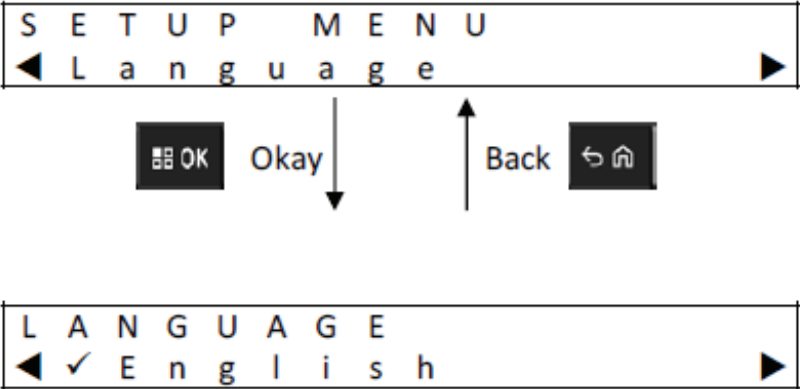 SETUP MENU
◀ Language ▶
OK Okay Back
LANGUAGE
◀ ✓ English ▶